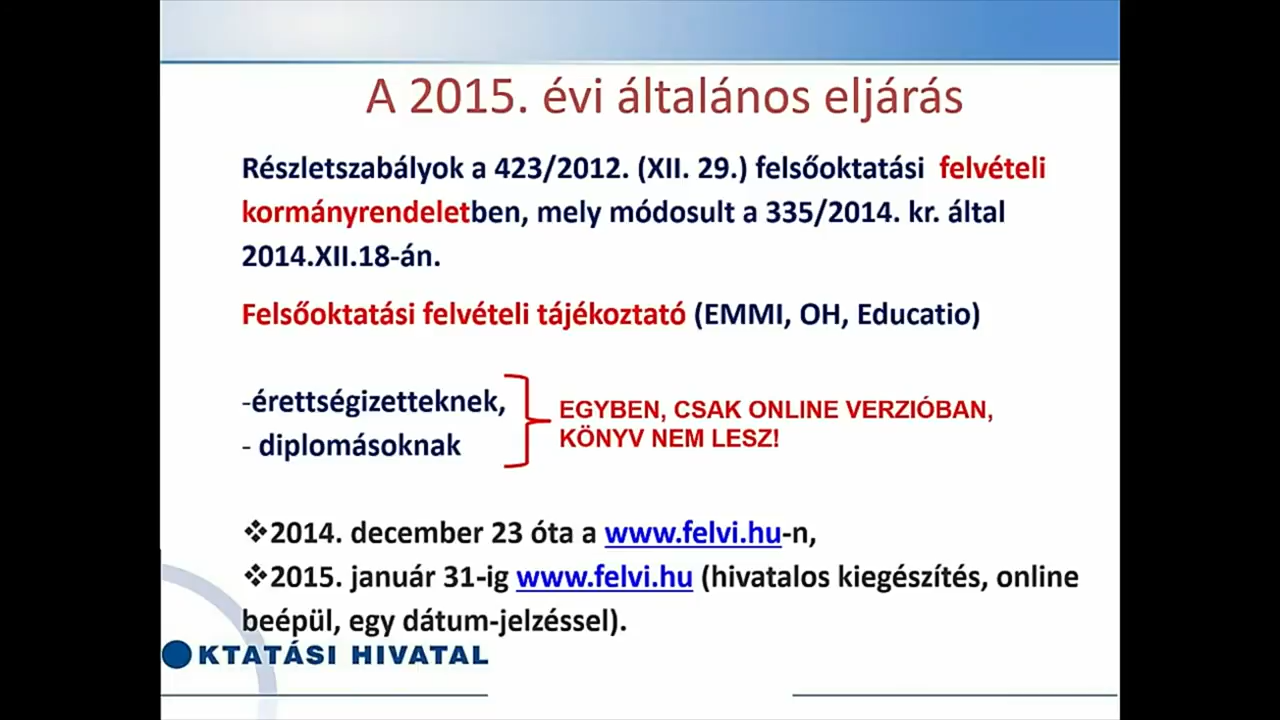 A 2015. évi általános eljárás
Részletszabályok a 423/2012. (XII. 29.) felsőoktatási felvételi
kormányrendeletben, mely módosult a 335/2014. kr. által
2014.XII.18-án.
Felsőoktatási felvételi tájékoztató (EMMI, OH, Educatio)
-érettségizetteknek,
- diplomásoknak
EGYBEN, CSAK ONLINE VERZIÓBAN,
KÖNYV NEM LESZ!
❖2014. december 23 óta a www.felvi.hu-n,
❖2015. január 31-ig www.felvi.hu (hivatalos kiegészítés, online
beépül, egy dátum-jelzéssel).
OKTATÁSI HIVATAL